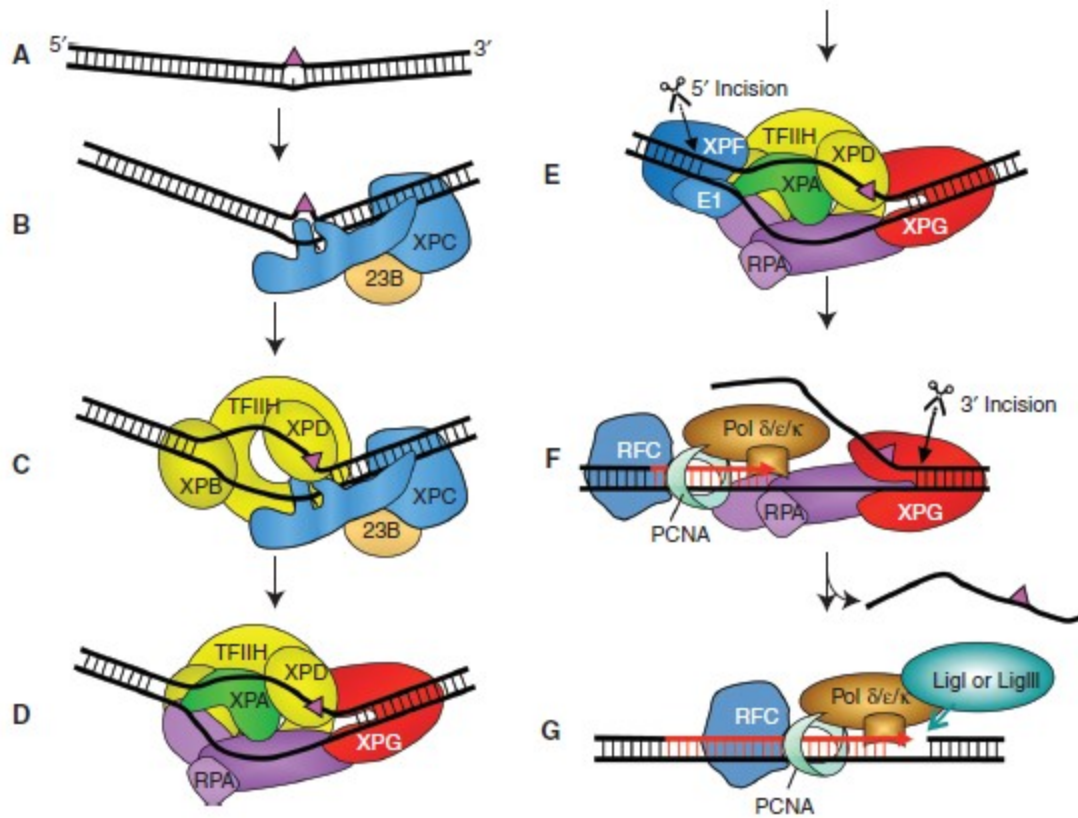 A
5′
3′
B
XPC
23B
C
TFIIH
XPD
XPB
XPC
23B
D
TFIIH
XPD
XPA
XPG
RPA
5′ Incision
E
XPF
TFIIH
XPD
XPA
E1
XPG
RPA
3′ Incision
F
RFC
Pol δ/ε/κ
RPA
XPG
PCNA
LigI or LigIII
Pol δ/ε/κ
G
RFC
PCNA